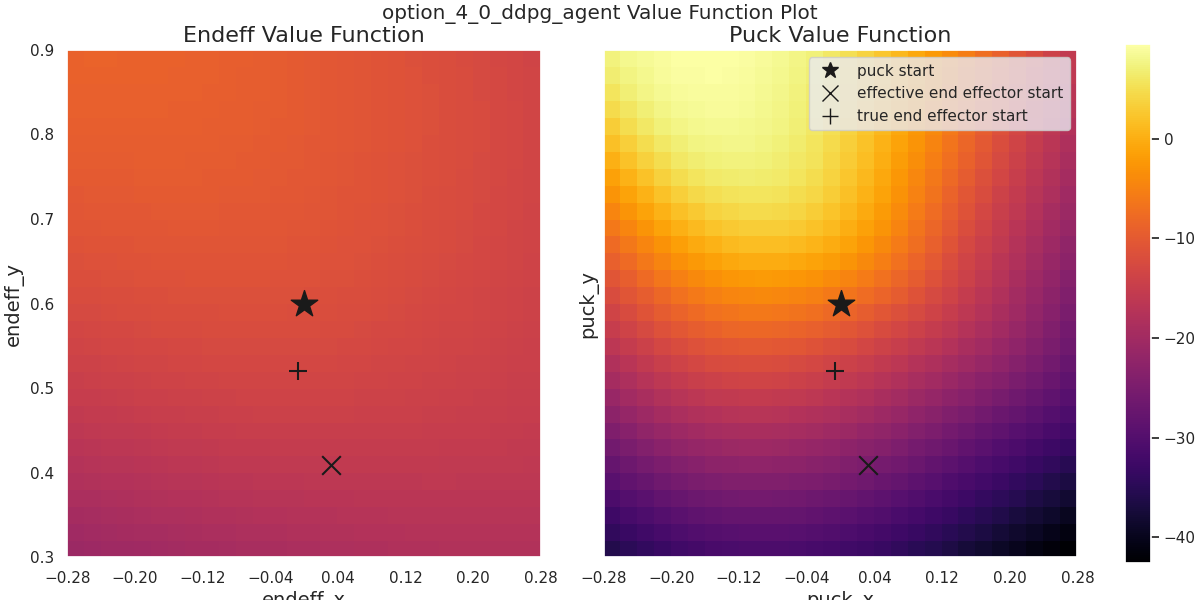 option_4_0_ddpg_agent Value Function Plot
Endeff Value Function
0.9
0.8
0.7
0.6
0.5
0.4
0.3
endeff_y
−0.28 −0.20 −0.12 −0.04 0.04 0.12 0.20 0.28
endeff_x
Puck Value Function
puck start
effective end effector start
true end effector start
puck_y
−0.28 −0.20 −0.12 −0.04 0.04 0.12 0.20 0.28
puck_x
0
−10
−20
−30
−40